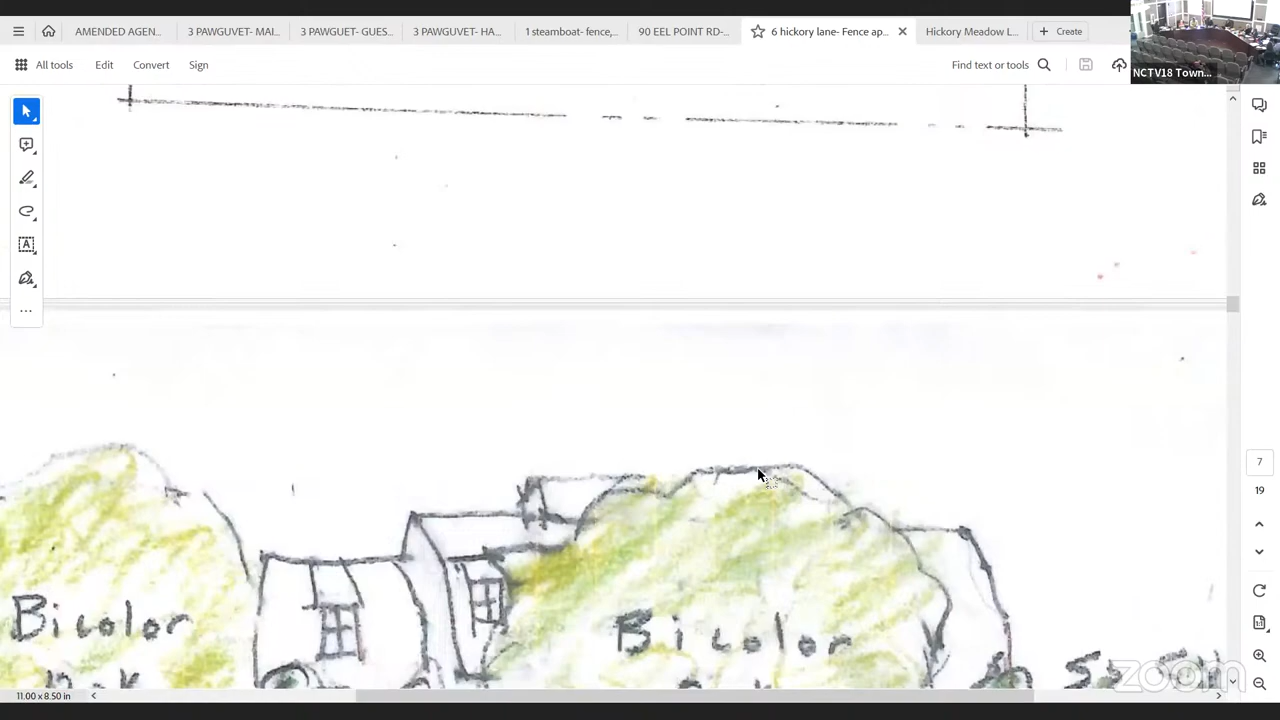 AMENDED AGEN...
3 PAWGUVET- MAI...
3 PAWGUET- GUES...
3 PAWGUVET- HA...
1 steamboat- fence,...
90 EEL POINT RD-...
6 hickory lane- Fence ap...
Hickory Meadow L...
Create
All tools
Edit
Convert
Sign
Find text or tools
NCTV18 Town...
7
19
Bicolor
Bicolor
zoom
11.00 x 8.50 in